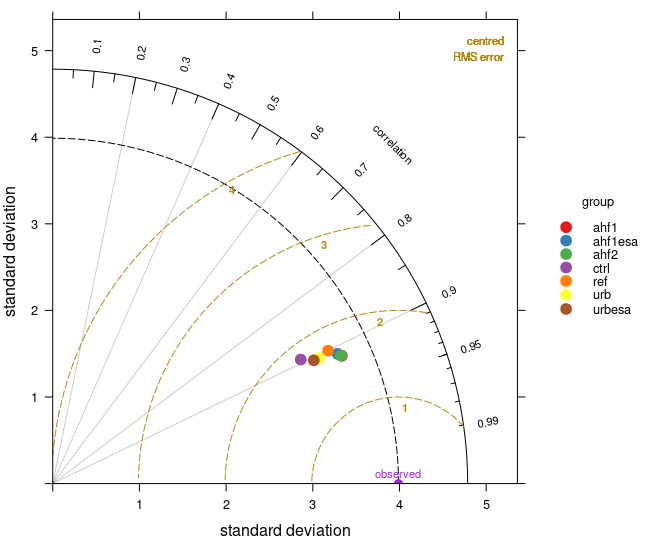 centred
RMS error
0.1
0.2
0.3
0.4
0.5
0.6
0.7
0.8
0.9
0.95
0.99
correlation
5
4
3
2
1
4
3
2
1
observed
1
2
3
4
5
standard deviation
standard deviation
group
ahf1
ahf1esa
ahf2
ctrl
ref
urb
urbesa